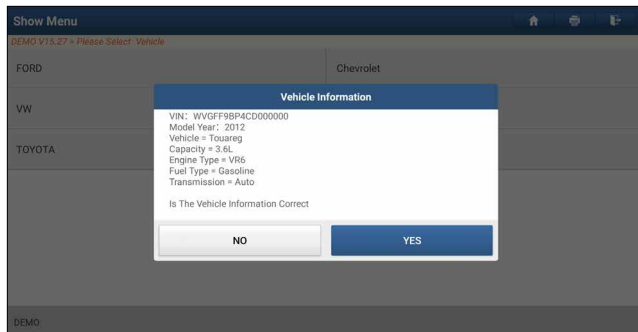 Show Menu
DEMO V15.27 > Please Select Vehicle
FORD
Chevrolet
VW
TOYOTA
Vehicle Information
VIN: WVGFF9BP4CD000000
Model Year: 2012
Vehicle = Touareg
Capacity = 3.6L
Engine Type = VR6
Fuel Type = Gasoline
Transmission = Auto
Is The Vehicle Information Correct
NO
YES
DEMO